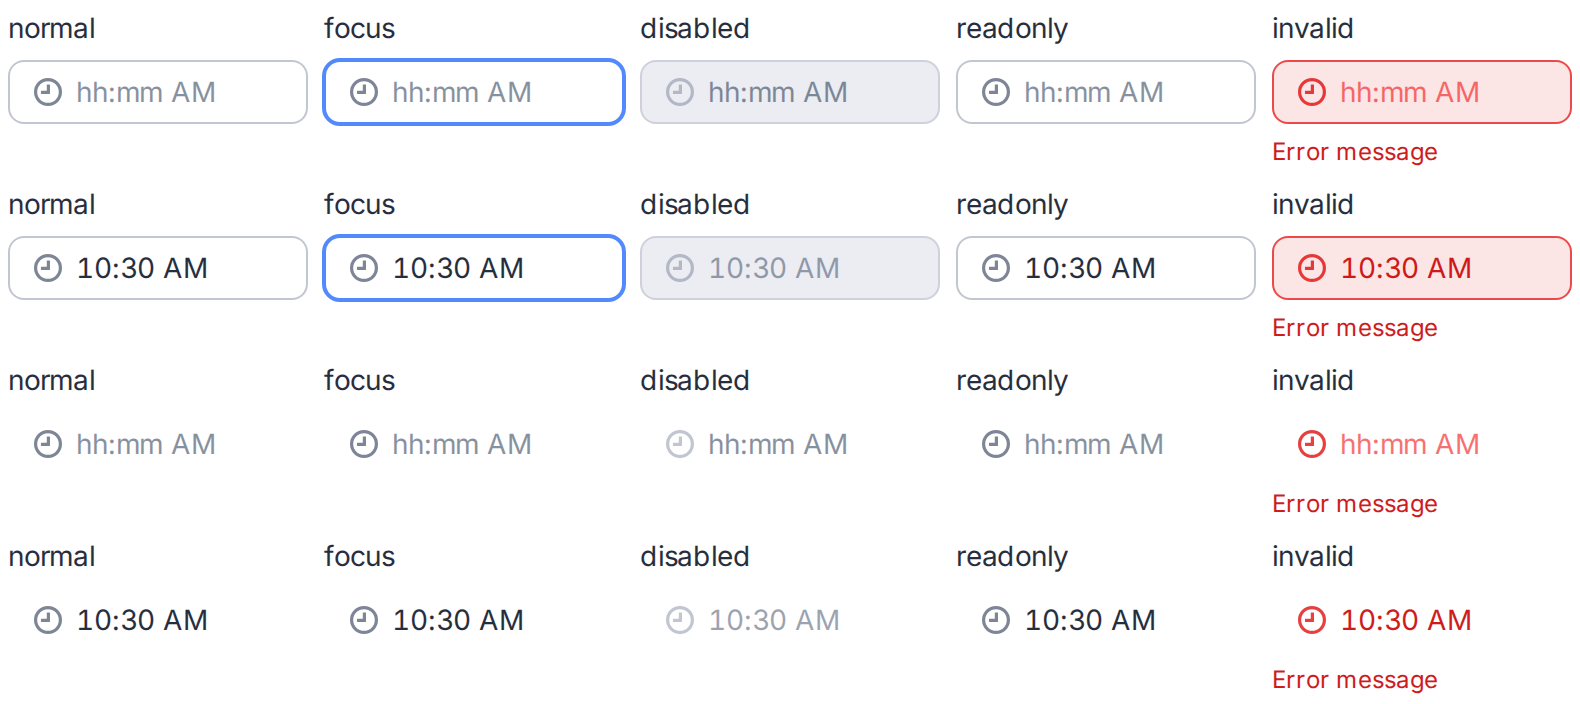 normal focus disabled readonly invalid
hh:mm AM hh:mm AM hh:mm AM hh:mm AM hh:mm AM
Error message
normal focus disabled readonly invalid
10:30 AM 10:30 AM 10:30 AM 10:30 AM 10:30 AM
Error message
normal focus disabled readonly invalid
hh:mm AM hh:mm AM hh:mm AM hh:mm AM hh:mm AM
Error message
normal focus disabled readonly invalid
10:30 AM 10:30 AM 10:30 AM 10:30 AM 10:30 AM
Error message